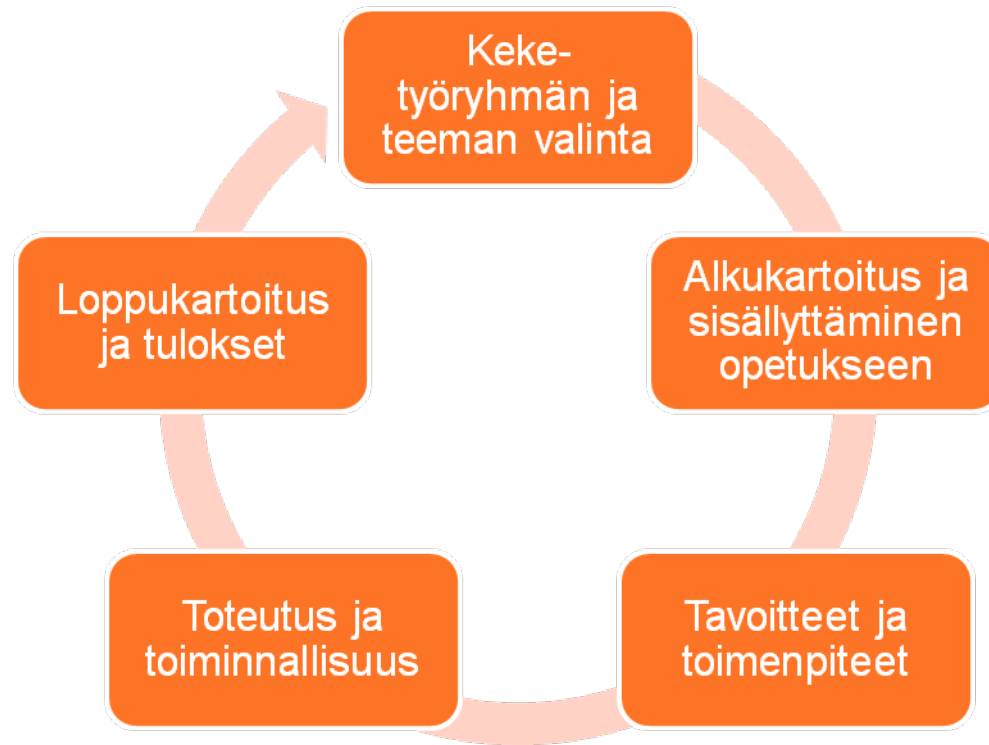 Keke-
työryhmän ja
teeman valinta
Alkukartoitus ja
sisällyttäminen
opetukseen
Tavoitteet ja
toimenpiteet
Toteutus ja
toiminnallisuus
Loppukartoitus
ja tulokset